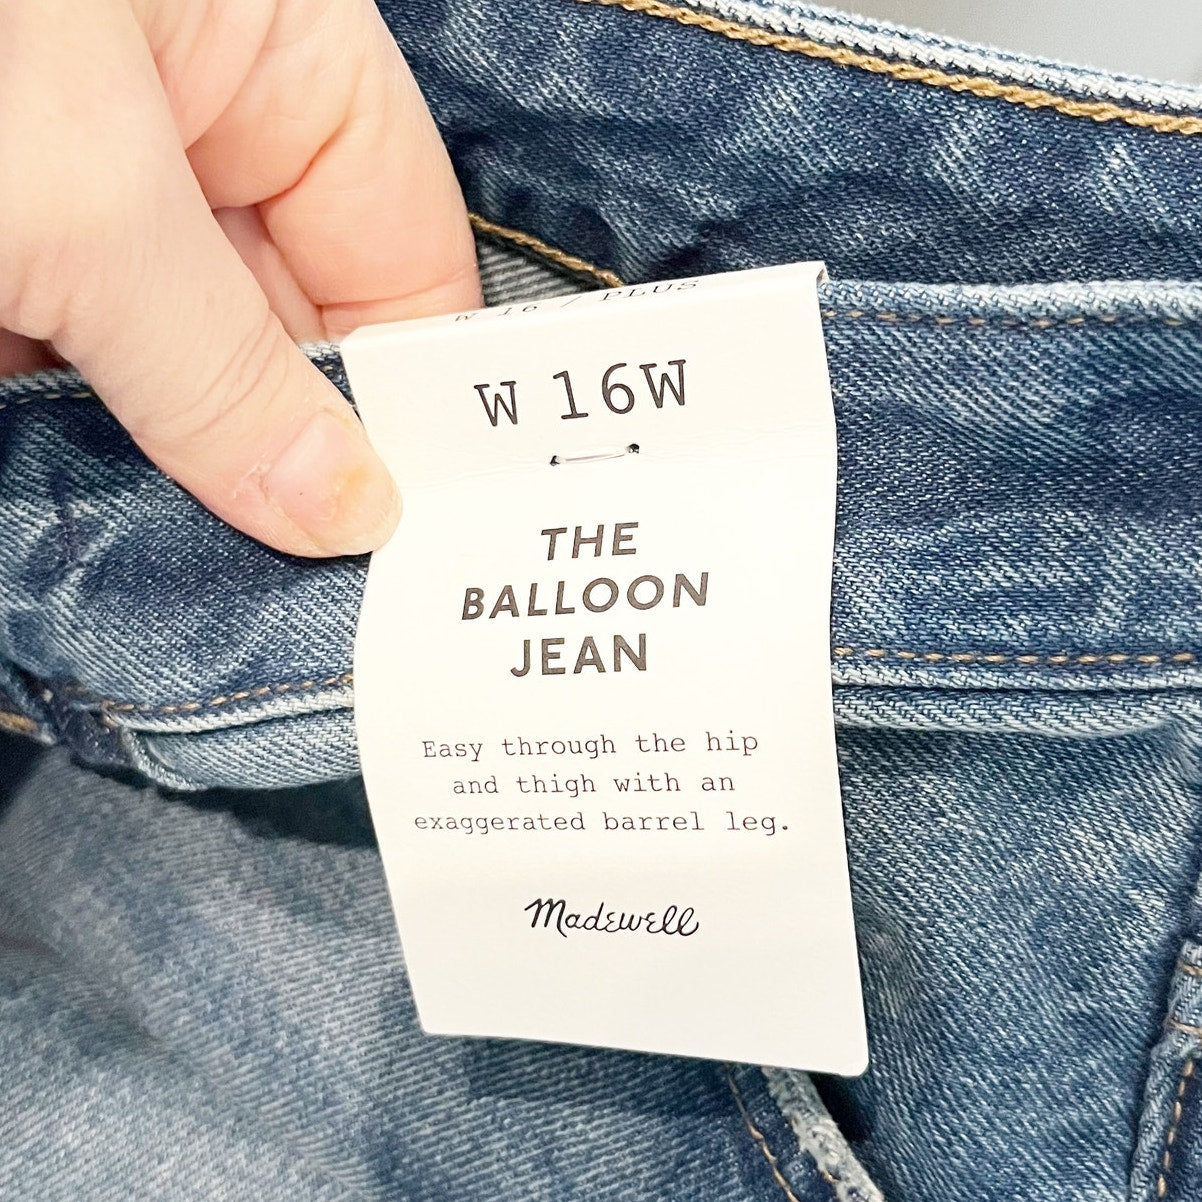 W 16 / PLUS
W 16W
THE
BALLOON
JEAN
Easy through the hip
and thigh with an
exaggerated barrel leg.
Madewell